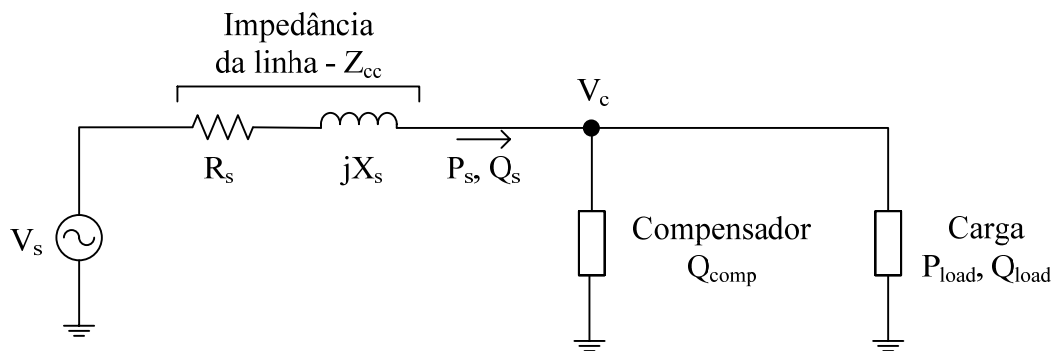 Impedância
da linha - Z_cc
V_c
R_s
jX_s
P_s, Q_s
V_s
Compensador
Q_comp
Carga
P_load, Q_load